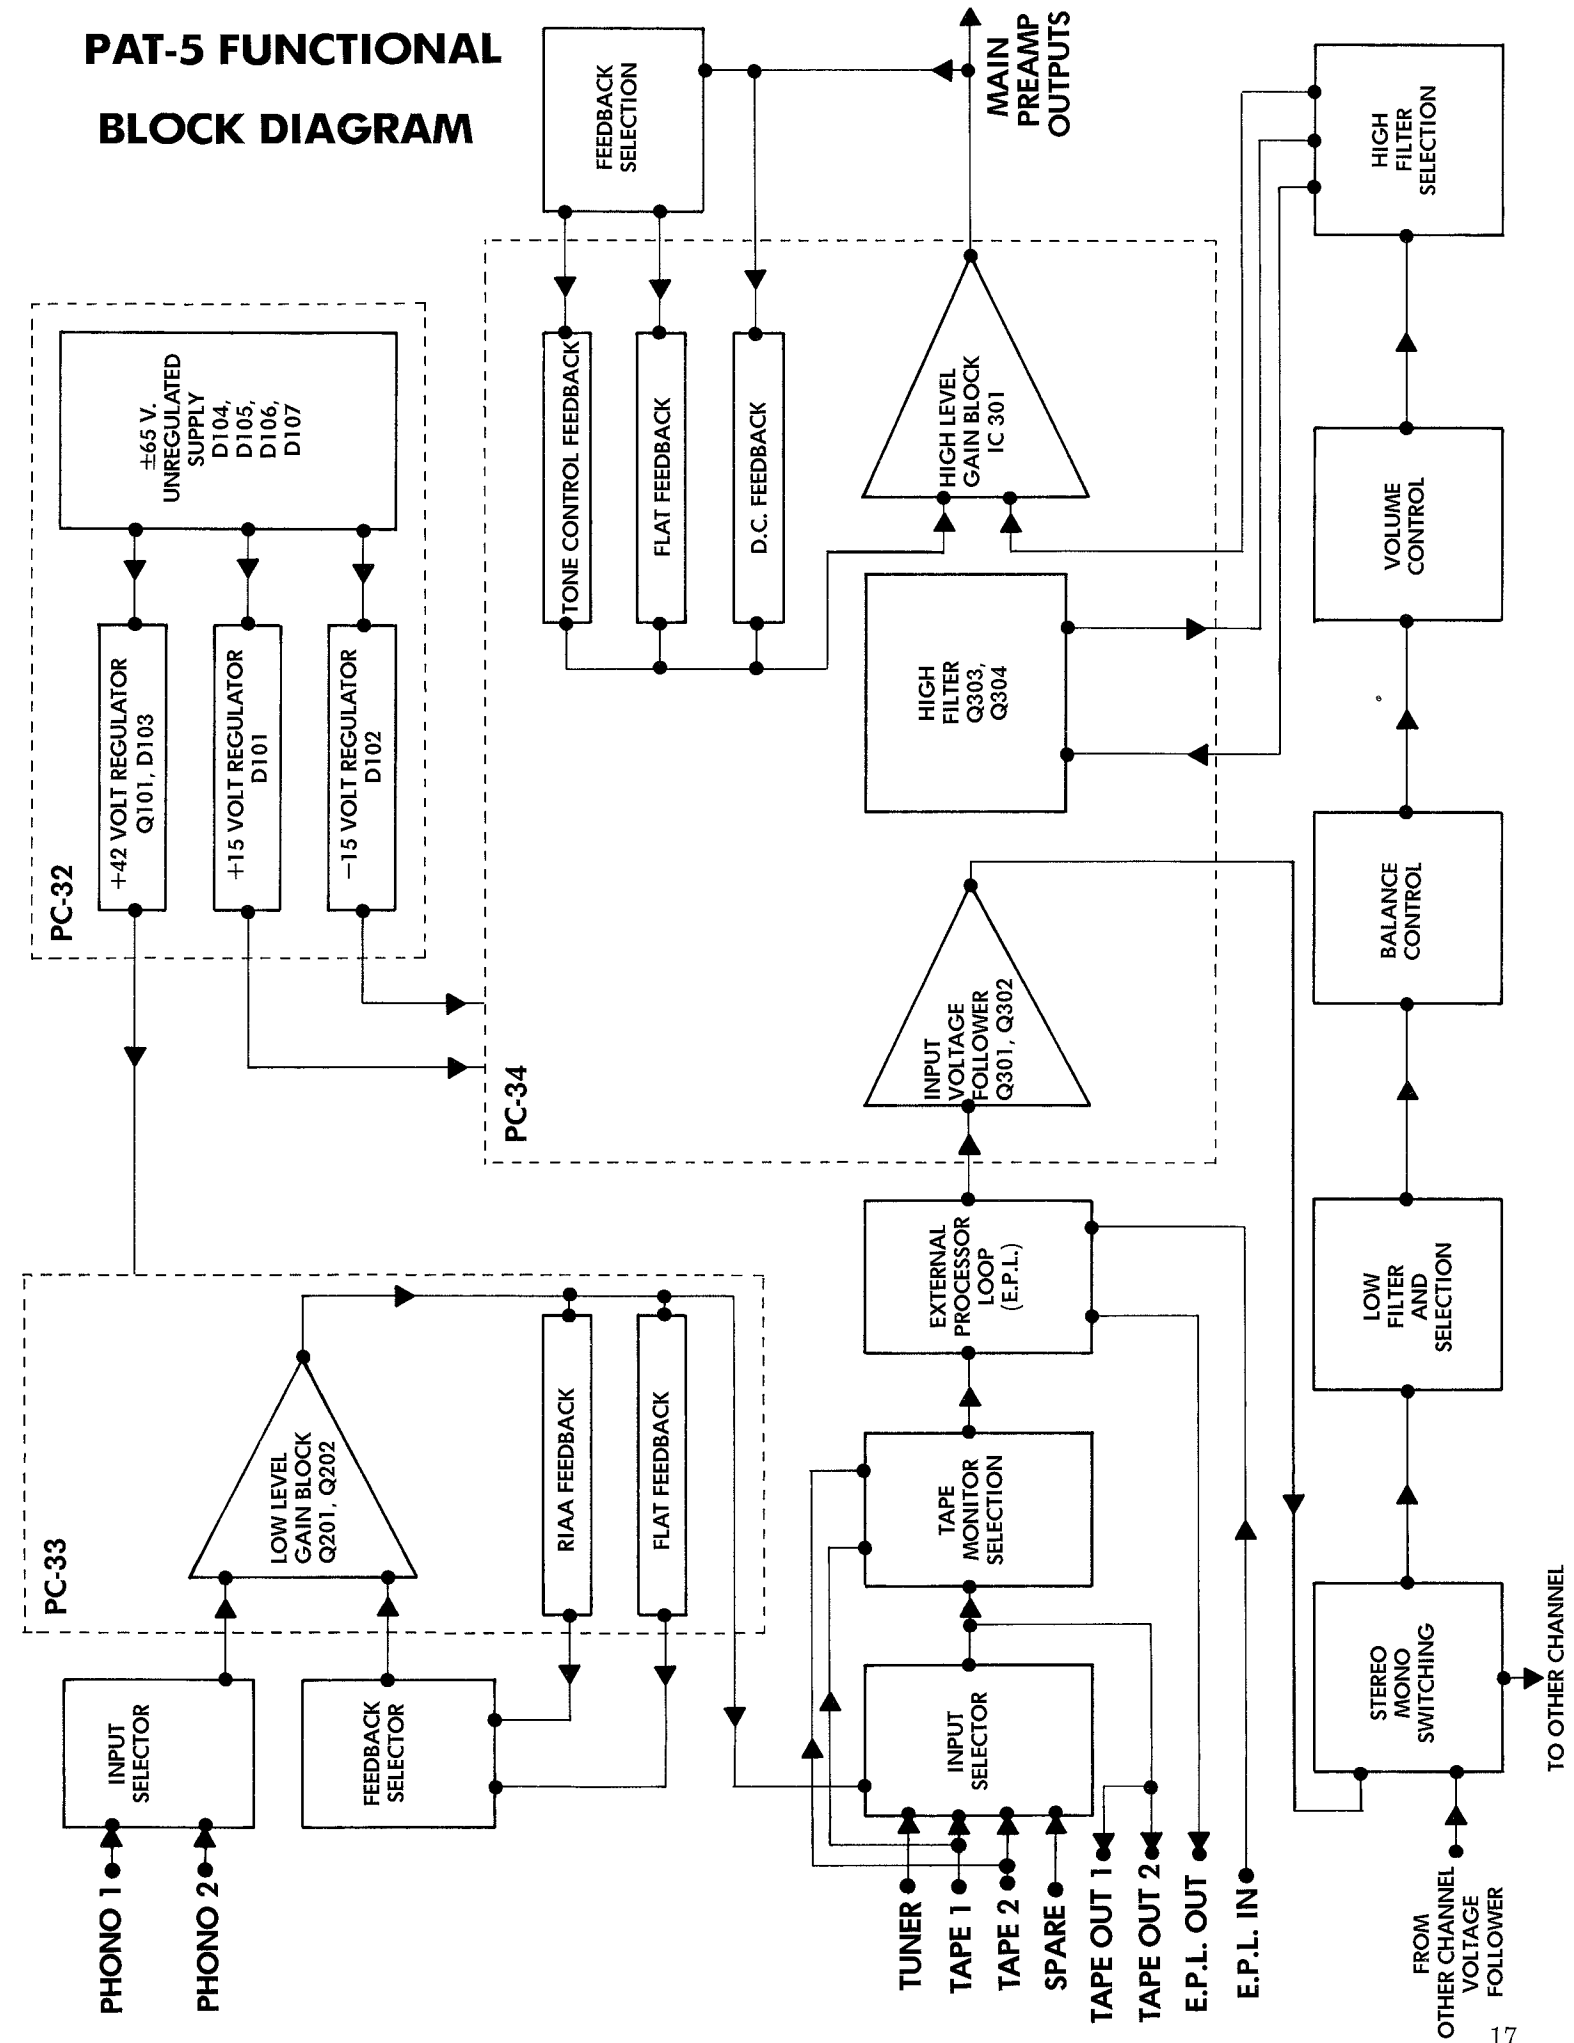 PAT-5 FUNCTIONAL
BLOCK DIAGRAM
PC-32
±65 V.
UNREGULATED
SUPPLY
D104,
D105,
D106,
D107
+42 VOLT REGULATOR
Q101, D103
+15 VOLT REGULATOR
D101
−15 VOLT REGULATOR
D102
FEEDBACK
SELECTION
MAIN
PREAMP
OUTPUTS
PC-34
TONE CONTROL FEEDBACK
FLAT FEEDBACK
D.C. FEEDBACK
HIGH LEVEL
GAIN BLOCK
IC 301
HIGH
FILTER
Q303,
Q304
INPUT
VOLTAGE
FOLLOWER
Q301, Q302
HIGH
FILTER
SELECTION
VOLUME
CONTROL
BALANCE
CONTROL
LOW
FILTER
AND
SELECTION
STEREO
MONO
SWITCHING
TO OTHER CHANNEL
FROM
OTHER CHANNEL
VOLTAGE
FOLLOWER
PC-33
LOW LEVEL
GAIN BLOCK
Q201, Q202
RIAA FEEDBACK
FLAT FEEDBACK
INPUT
SELECTOR
FEEDBACK
SELECTOR
PHONO 1
PHONO 2
EXTERNAL
PROCESSOR
LOOP
(E.P.L.)
TAPE
MONITOR
SELECTION
INPUT
SELECTOR
TUNER
TAPE 1
TAPE 2
SPARE
TAPE OUT 1
TAPE OUT 2
E.P.L. OUT
E.P.L. IN
17